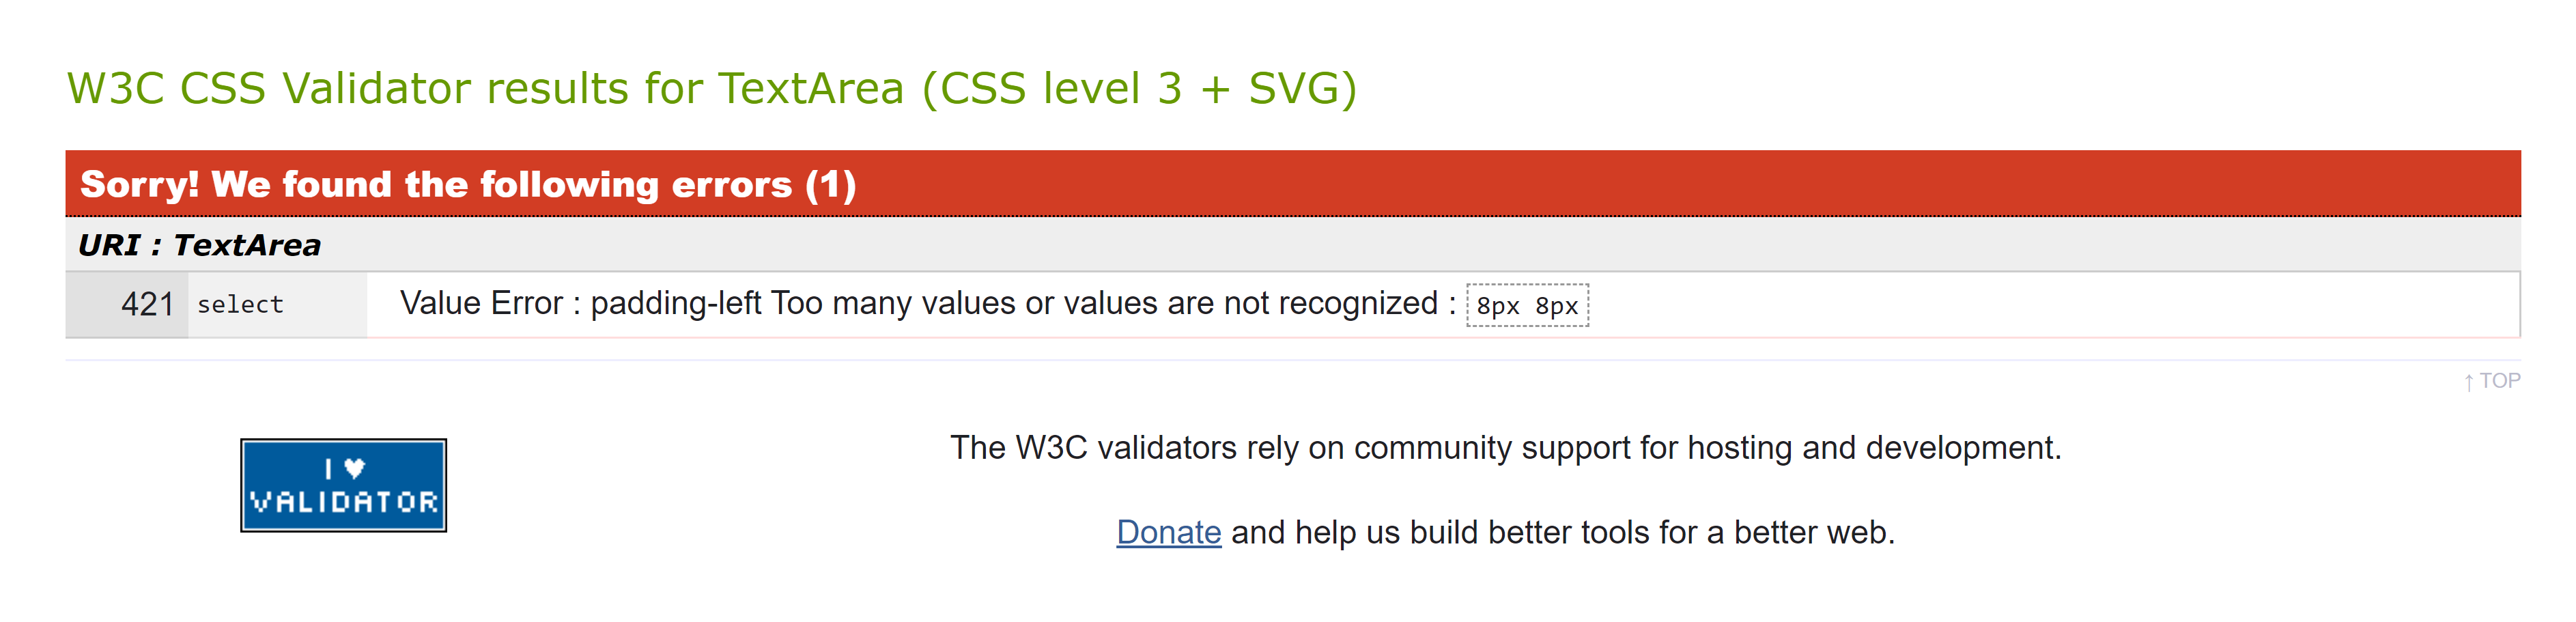 W3C CSS Validator results for TextArea (CSS level 3 + SVG)
Sorry! We found the following errors (1)
URI : TextArea
421 select Value Error : padding-left Too many values or values are not recognized : 8px 8px
↑ TOP
I ♥
VALIDATOR
The W3C validators rely on community support for hosting and development.
Donate and help us build better tools for a better web.